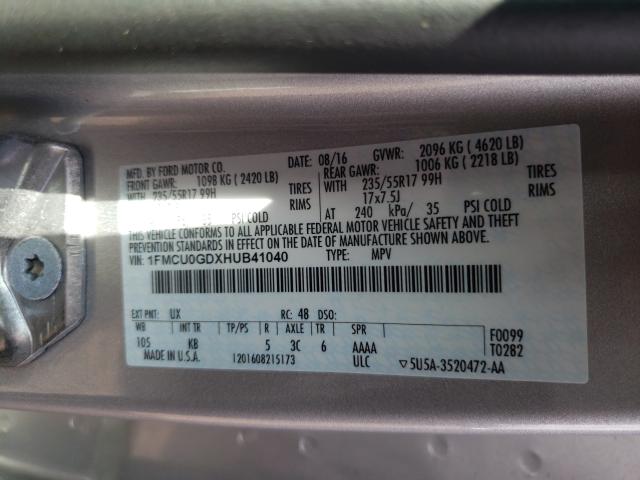 MFD. BY FORD MOTOR CO.
DATE: 08/16 GVWR: 2096 KG ( 4620 LB)
FRONT GAWR: 1098 KG ( 2420 LB) REAR GAWR: 1006 KG ( 2218 LB)
WITH 235/55R17 99H TIRES WITH 235/55R17 99H TIRES
RIMS 17x7.5J RIMS
PSI COLD AT 240 kPa/ 35 PSI COLD
THIS VEHICLE CONFORMS TO ALL APPLICABLE FEDERAL MOTOR VEHICLE SAFETY AND THEFT
PREVENTION STANDARDS IN EFFECT ON THE DATE OF MANUFACTURE SHOWN ABOVE.
VIN: 1FMCU0GDXHUB41040 TYPE: MPV
EXT PNT: UX RC: 48 DSO:
WB INT TR TP/PS R AXLE TR SPR F0099
105 KB 5 3C 6 AAAA T0282
MADE IN U.S.A. 1201608215173 ULC ▽5U5A-3520472-AA